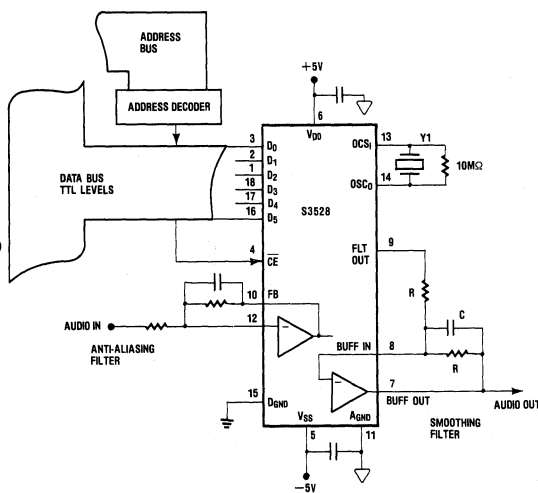 ADDRESS
BUS
ADDRESS DECODER
DATA BUS
TTL LEVELS
+5V
6
VDD
3 D0
2 D1
1 D2
18 D3
17 D4
16 D5
4 CE
S3528
OCSI 13
Y1
10MΩ
OSCO 14
FLT
OUT
9
R
C
R
10 FB
12
AUDIO IN
ANTI-ALIASING
FILTER
BUFF IN 8
7
BUFF OUT
AUDIO OUT
SMOOTHING
FILTER
15 DGND
VSS
5
AGND
11
−5V